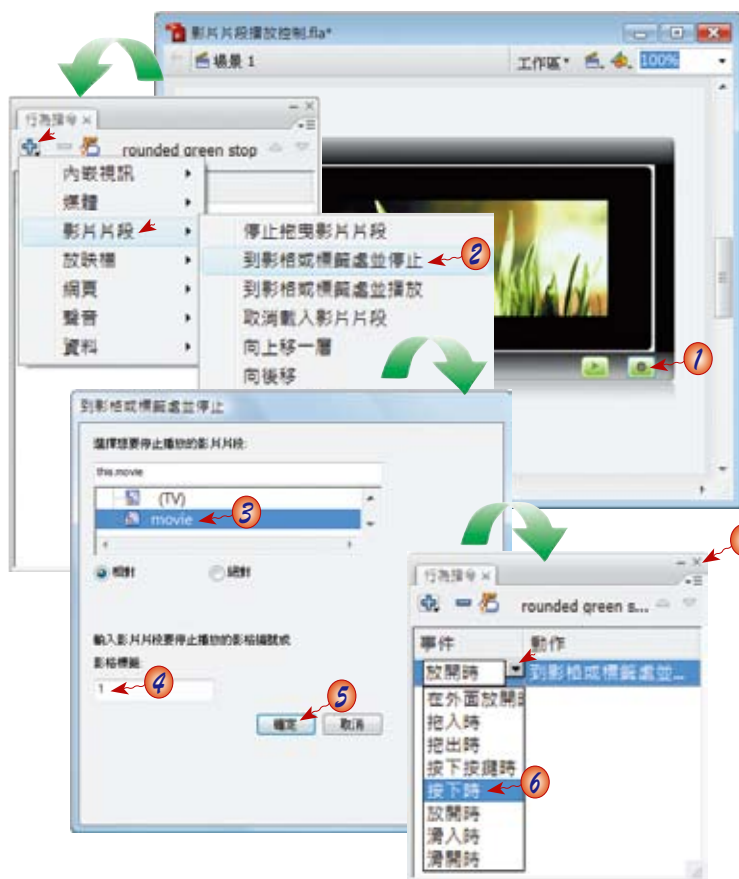 影片片段播放控制.fla*
場景 1
工作區
100%
行為指令 ×
rounded green stop
內嵌視訊
媒體
影片片段
放映檔
網頁
聲音
資料
停止拖曳影片片段
到影格或標籤處並停止
2
到影格或標籤處並播放
取消載入影片片段
向上移一層
向後移
1
到影格或標籤處並停止
選擇想要停止播放的影片片段:
this.movie
(TV)
movie
3
相對
絕對
輸入影片片段要停止播放的影格編號或
影格標籤:
1
4
5
確定
取消
行為指令 ×
rounded green s...
事件
動作
放開時
到影格或標籤處並...
在外面放開
拖入時
拖出時
按下按鍵時
按下時
6
放開時
滑入時
滑開時